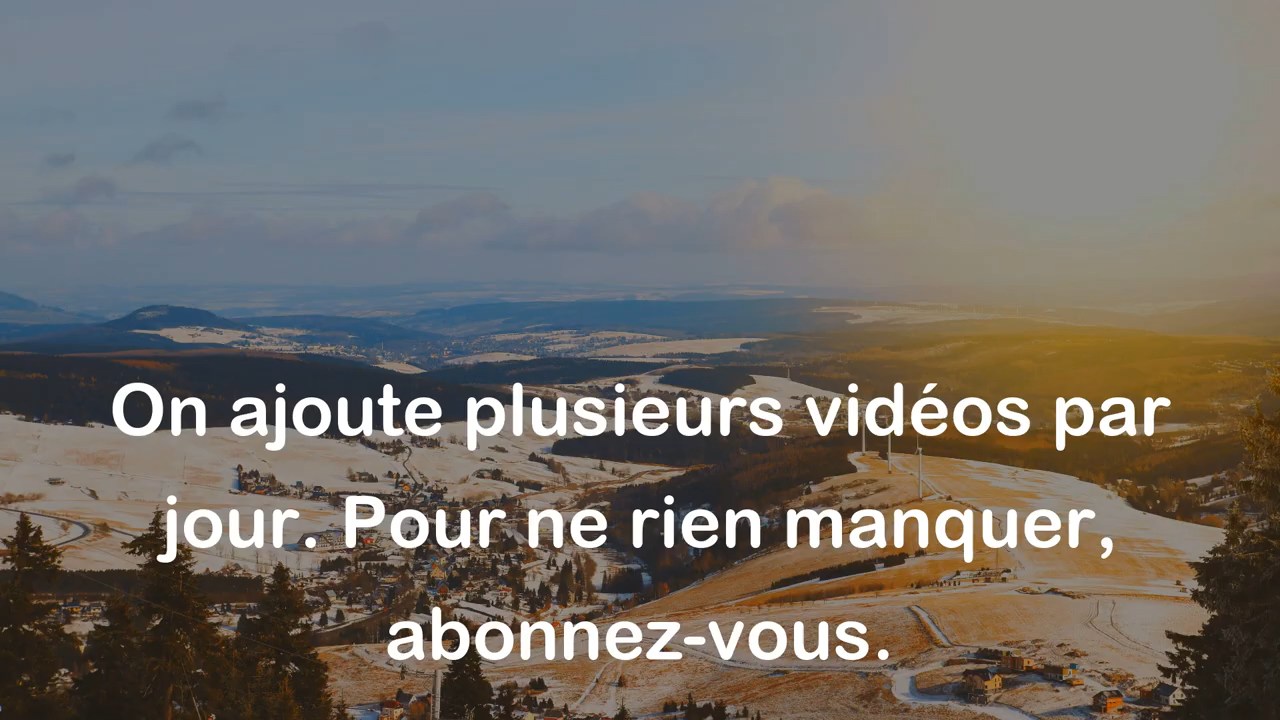 On ajoute plusieurs vidéos par
jour. Pour ne rien manquer,
abonnez-vous.